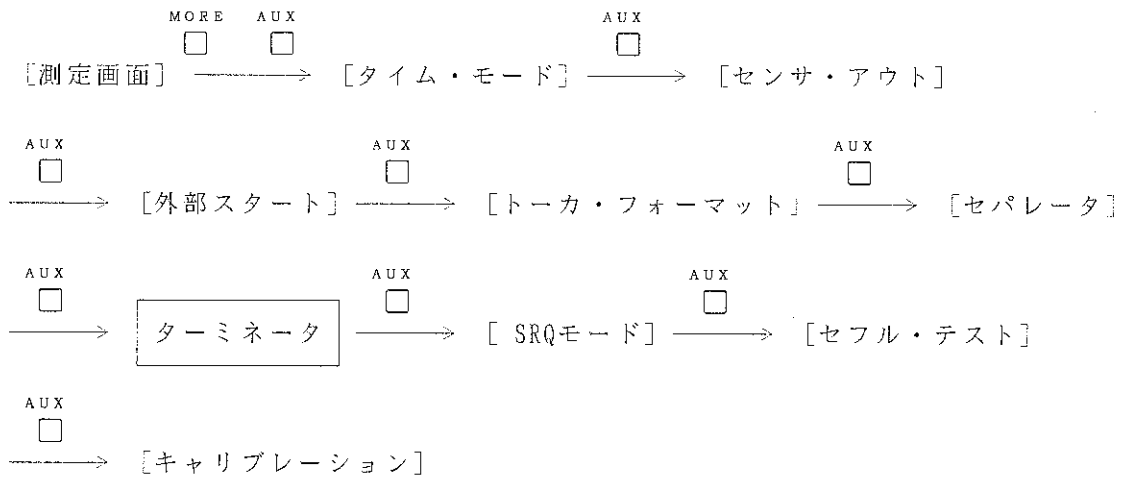 MORE AUX AUX
[測定画面] → [タイム・モード] → [センサ・アウト]
AUX AUX AUX
→ [外部スタート] → [トーカ・フォーマット] → [セパレータ]
AUX AUX AUX
→ ターミネータ → [SRQモード] → [セフル・テスト]
AUX
→ [キャリブレーション]